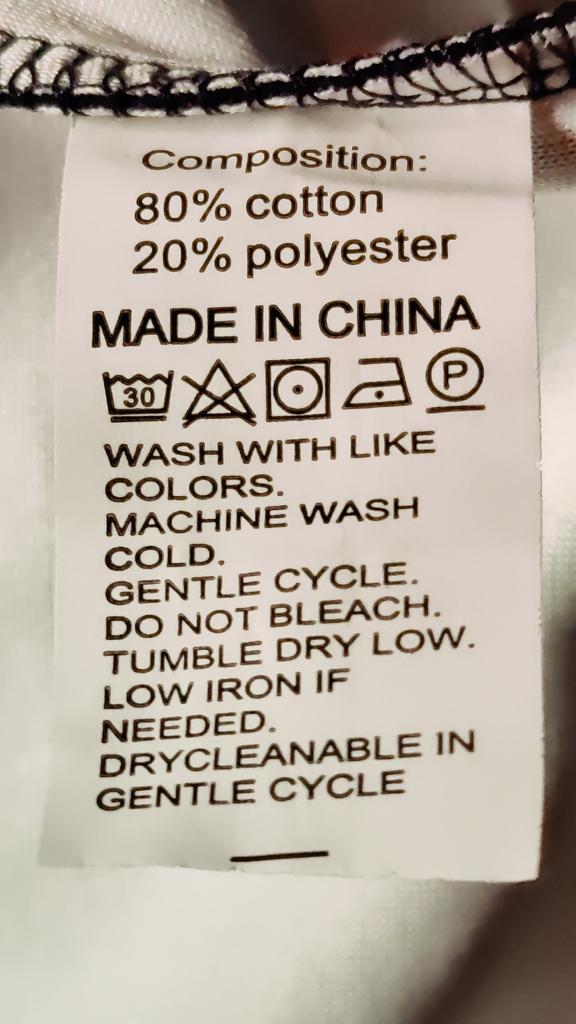 Composition:
80% cotton
20% polyester
MADE IN CHINA
30 P
WASH WITH LIKE
COLORS.
MACHINE WASH
COLD.
GENTLE CYCLE.
DO NOT BLEACH.
TUMBLE DRY LOW.
LOW IRON IF
NEEDED.
DRYCLEANABLE IN
GENTLE CYCLE